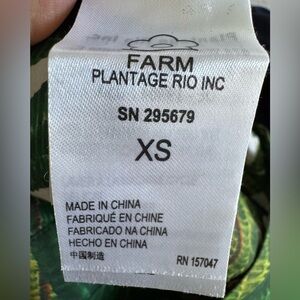 FARM
PLANTAGE RIO INC
SN 295679
XS
MADE IN CHINA
FABRIQUÉ EN CHINE
FABRICADO NA CHINA
HECHO EN CHINA
中国制造
RN 157047